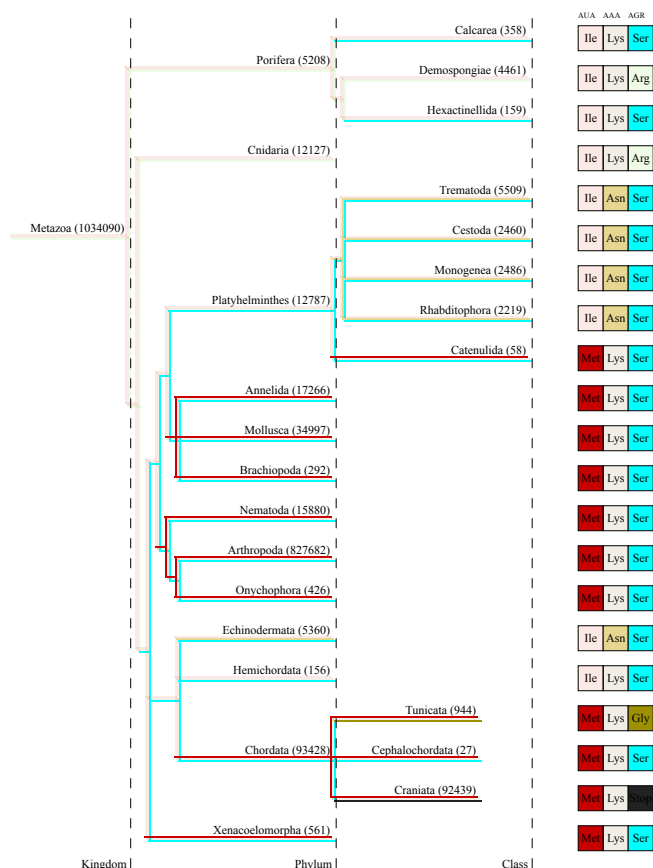 AUA AAA AGR
Calcarea (358) Ile Lys Ser
Porifera (5208)
Demospongiae (4461) Ile Lys Arg
Hexactinellida (159) Ile Lys Ser
Cnidaria (12127) Ile Lys Arg
Trematoda (5509) Ile Asn Ser
Metazoa (1034090)
Cestoda (2460) Ile Asn Ser
Monogenea (2486) Ile Asn Ser
Platyhelminthes (12787)
Rhabditophora (2219) Ile Asn Ser
Catenulida (58) Met Lys Ser
Annelida (17266) Met Lys Ser
Mollusca (34997) Met Lys Ser
Brachiopoda (292) Met Lys Ser
Nematoda (15880) Met Lys Ser
Arthropoda (827682) Met Lys Ser
Onychophora (426) Met Lys Ser
Echinodermata (5360) Ile Asn Ser
Hemichordata (156) Ile Lys Ser
Tunicata (944) Met Lys Gly
Chordata (93428) Cephalochordata (27) Met Lys Ser
Craniata (92439) Met Lys Stop
Xenacoelomorpha (561) Met Lys Ser
Kingdom Phylum Class